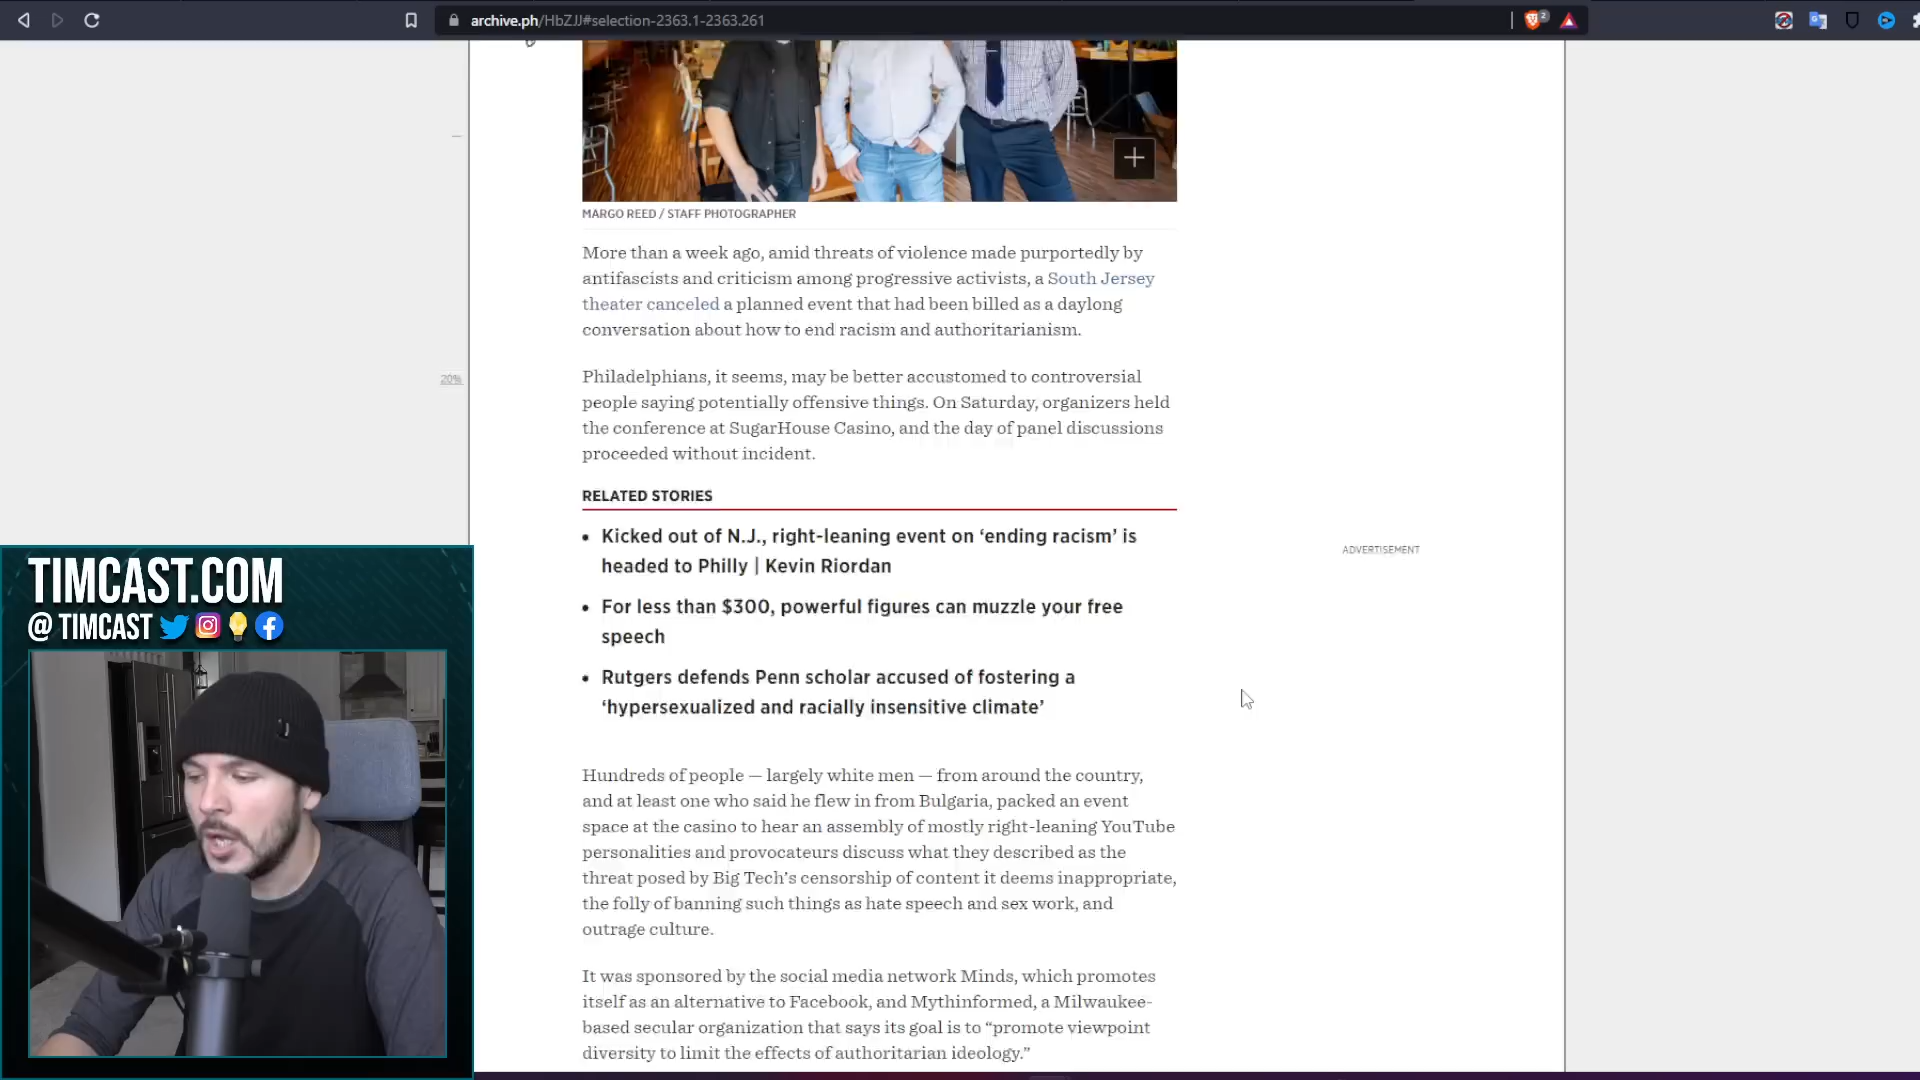 archive.ph/HbZJJ#selection-2363.1-2363.261
2
MARGO REED / STAFF PHOTOGRAPHER
More than a week ago, amid threats of violence made purportedly by
antifascists and criticism among progressive activists, a South Jersey
theater canceled a planned event that had been billed as a daylong
conversation about how to end racism and authoritarianism.
20%
Philadelphians, it seems, may be better accustomed to controversial
people saying potentially offensive things. On Saturday, organizers held
the conference at SugarHouse Casino, and the day of panel discussions
proceeded without incident.
RELATED STORIES
• Kicked out of N.J., right-leaning event on ‘ending racism’ is
headed to Philly | Kevin Riordan
• For less than $300, powerful figures can muzzle your free
speech
• Rutgers defends Penn scholar accused of fostering a
‘hypersexualized and racially insensitive climate’
ADVERTISEMENT
Hundreds of people — largely white men — from around the country,
and at least one who said he flew in from Bulgaria, packed an event
space at the casino to hear an assembly of mostly right-leaning YouTube
personalities and provocateurs discuss what they described as the
threat posed by Big Tech’s censorship of content it deems inappropriate,
the folly of banning such things as hate speech and sex work, and
outrage culture.
It was sponsored by the social media network Minds, which promotes
itself as an alternative to Facebook, and Mythinformed, a Milwaukee-
based secular organization that says its goal is to “promote viewpoint
diversity to limit the effects of authoritarian ideology.”
TIMCAST.COM
@ TIMCAST